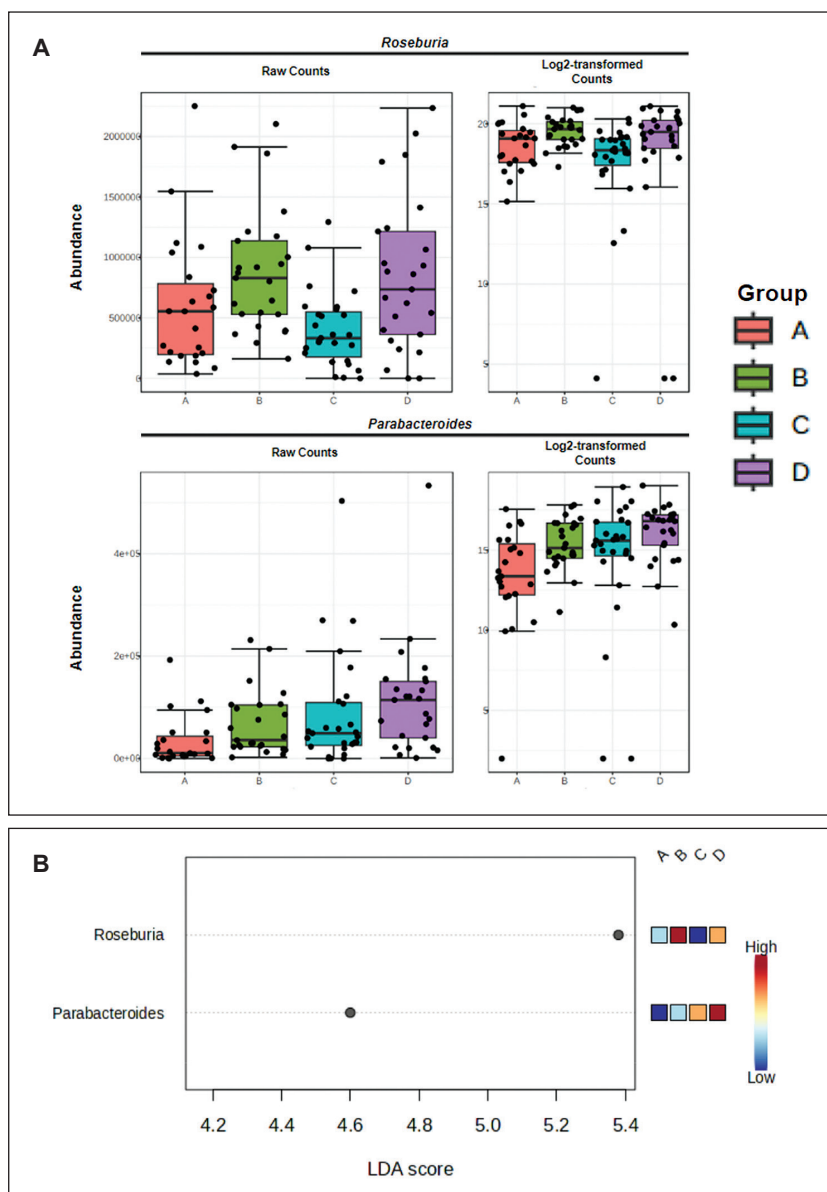 A
Roseburia
Raw Counts
Log2-transformed
Counts
Abundance
2000000
1500000
1000000
500000
0
A B C D
20
15
10
5
A B C D
Group
A
B
C
D
Parabacteroides
Raw Counts
Log2-transformed
Counts
Abundance
4e+05
2e+05
0e+00
A B C D
15
10
5
A B C D
B
A B C D
Roseburia
Parabacteroides
High
Low
4.2 4.4 4.6 4.8 5.0 5.2 5.4
LDA score